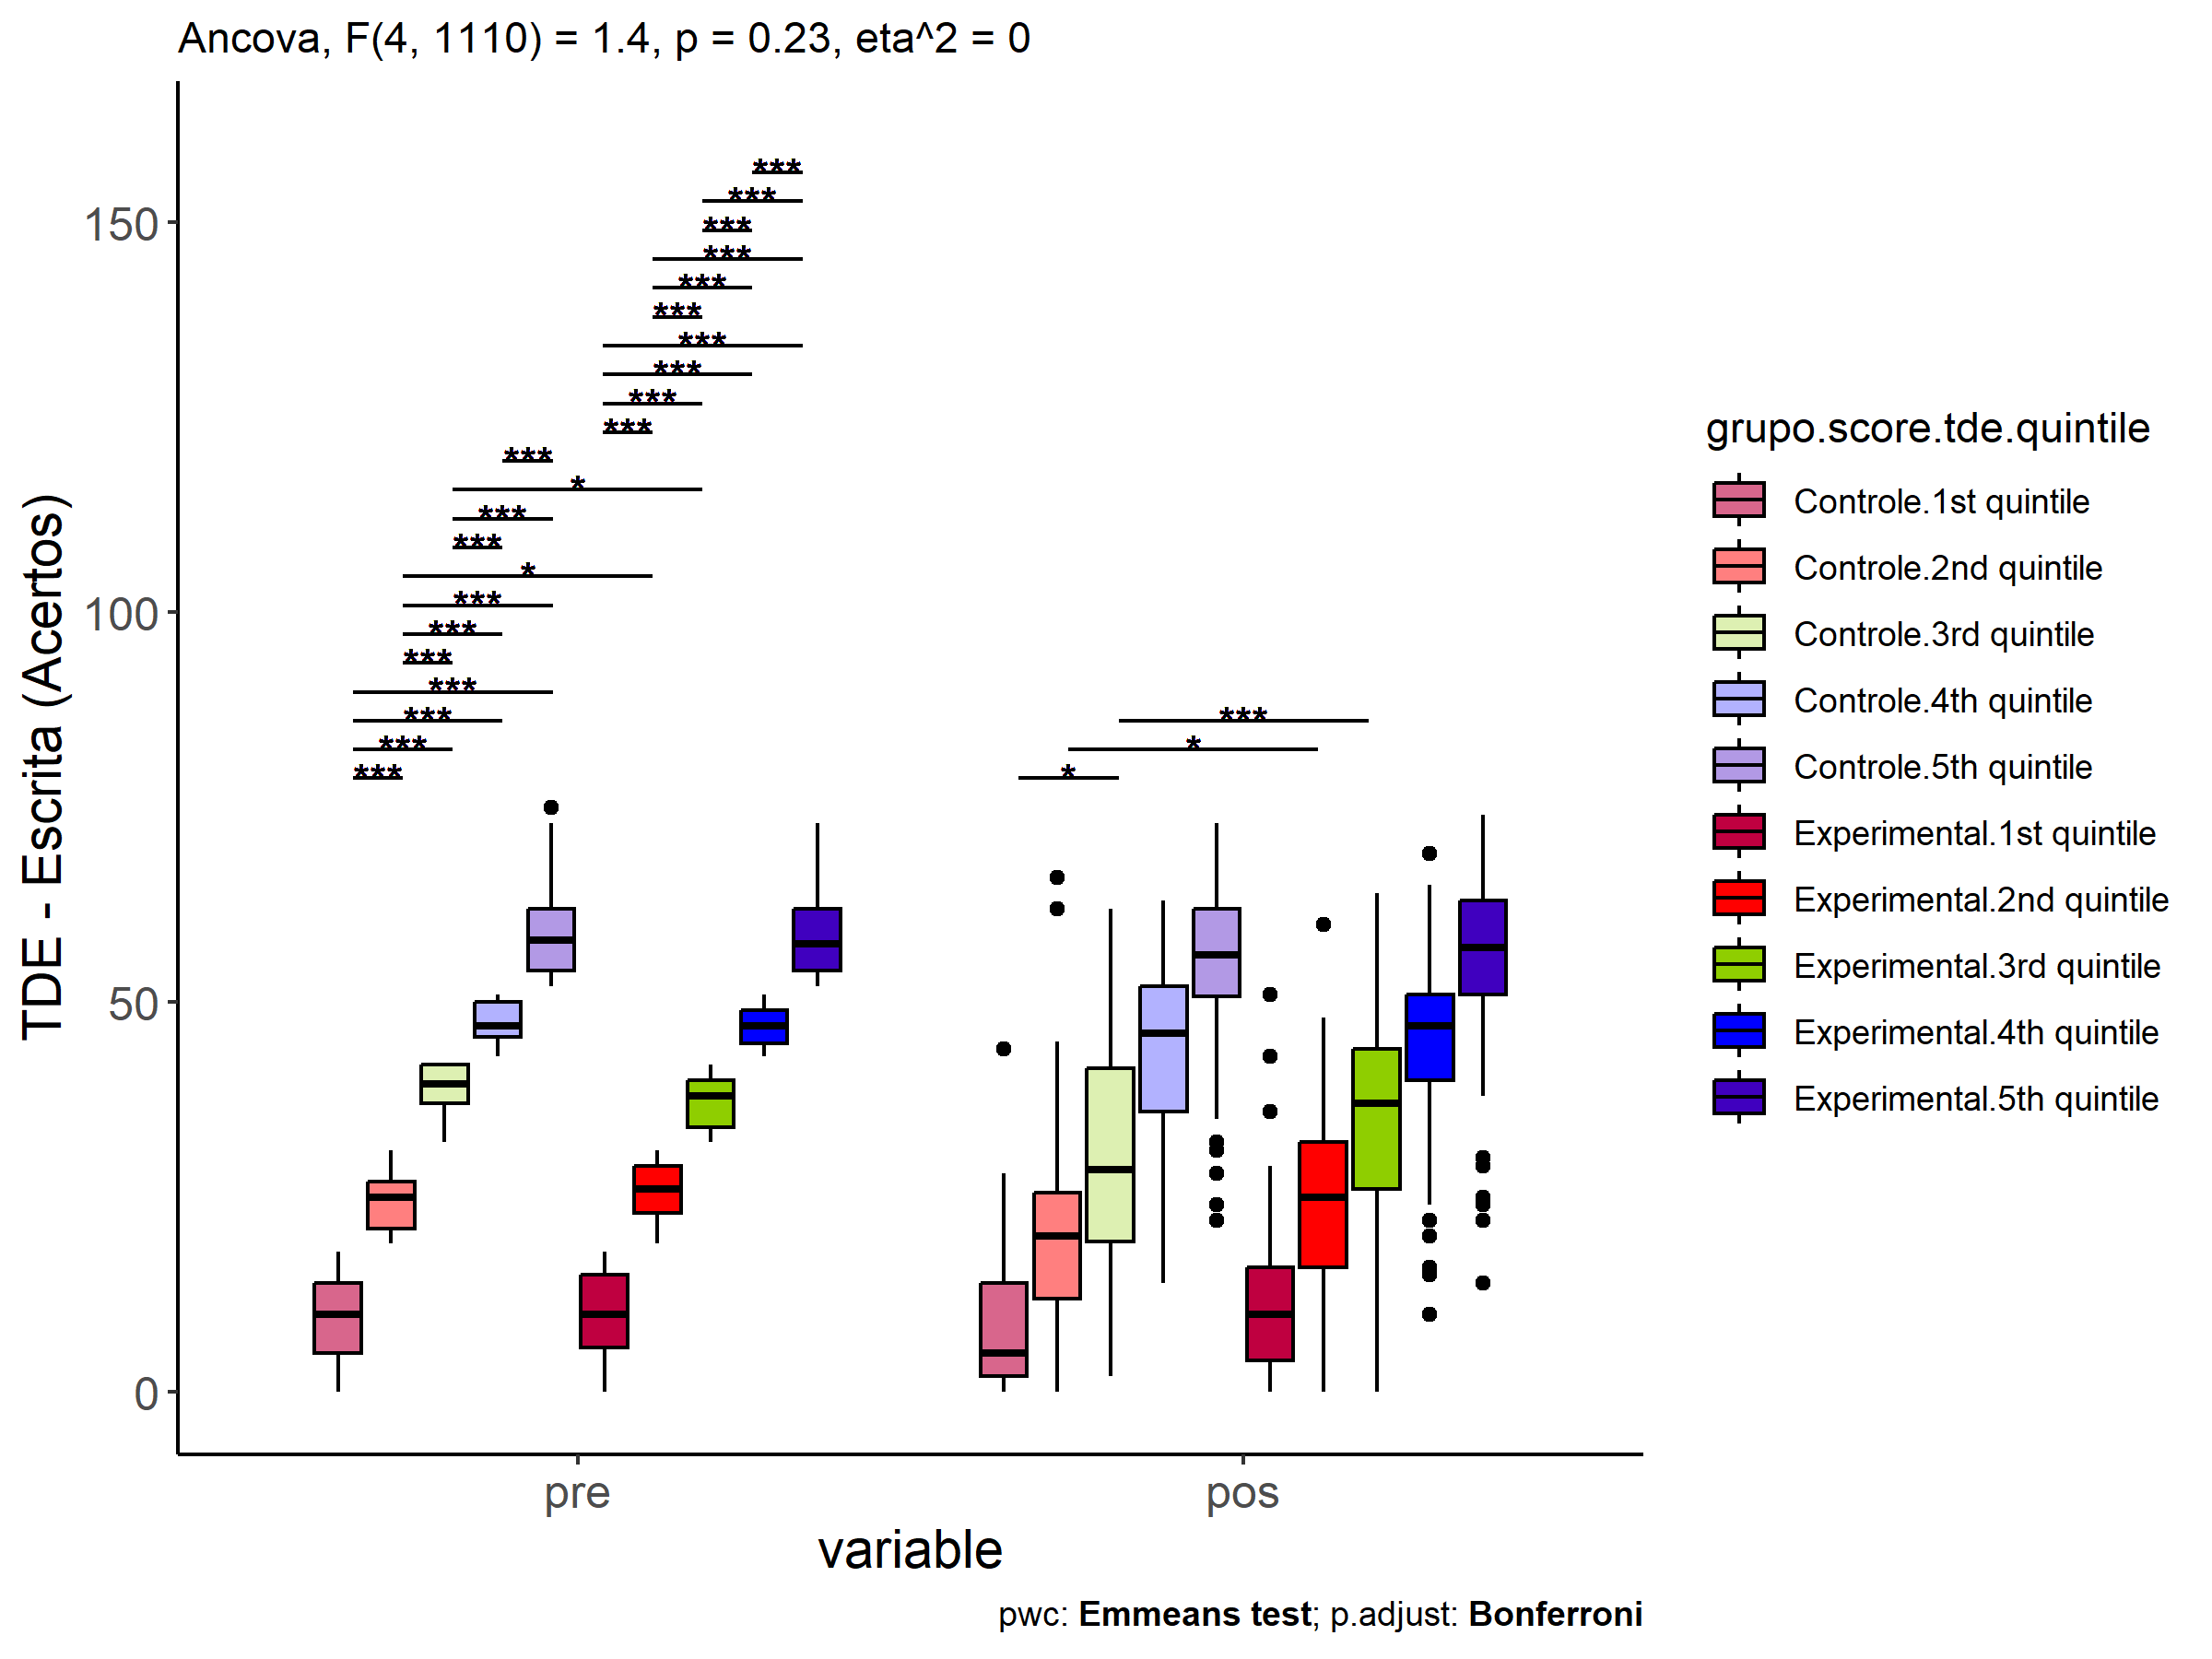 Ancova, F(4, 1110) = 1.4, p = 0.23, eta^2 = 0
TDE - Escrita (Acertos)
150
100
50
0
***
***
***
***
***
***
***
***
***
***
***
*
***
***
*
***
***
***
***
***
***
***
***
*
*
pre
pos
variable
grupo.score.tde.quintile
Controle.1st quintile
Controle.2nd quintile
Controle.3rd quintile
Controle.4th quintile
Controle.5th quintile
Experimental.1st quintile
Experimental.2nd quintile
Experimental.3rd quintile
Experimental.4th quintile
Experimental.5th quintile
pwc: Emmeans test; p.adjust: Bonferroni